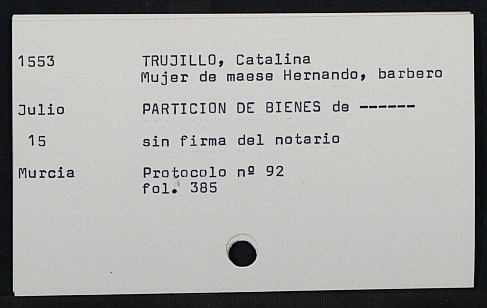 1553 TRUJILLO, Catalina
Mujer de maese Hernando, barbero
Julio PARTICION DE BIENES de ------
15 sin firma del notario
Murcia Protocolo nº 92
fol. 385